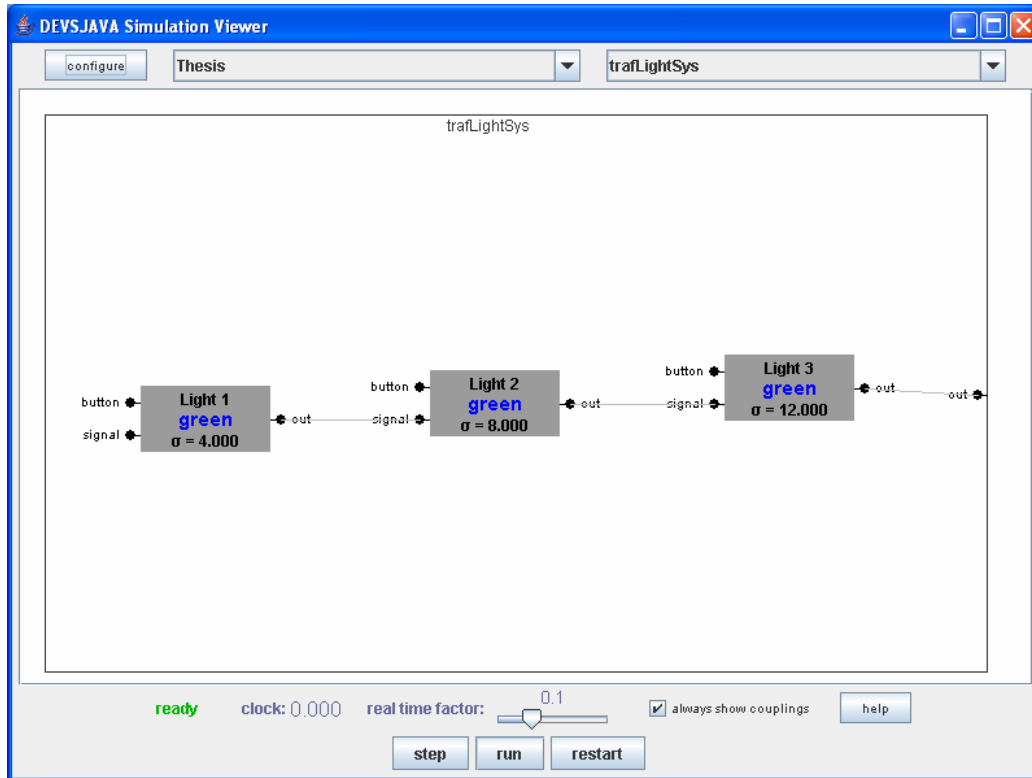 DEVSJAVA Simulation Viewer
configure Thesis trafLightSys
trafLightSys
button Light 1 green σ = 4.000 signal out
button Light 2 green σ = 8.000 signal out
button Light 3 green σ = 12.000 signal out
out
ready clock: 0.000 real time factor: 0.1 always show couplings help
step run restart